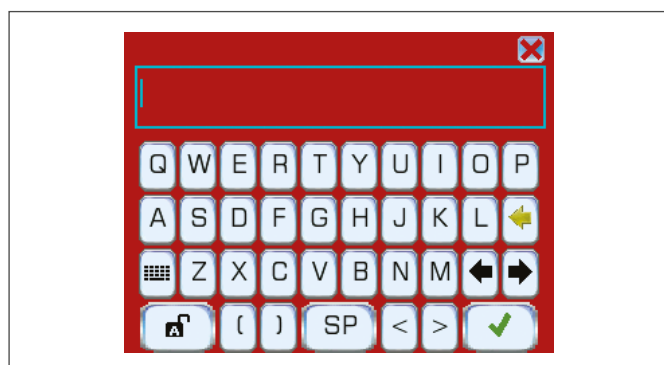 Q W E R T Y U I O P
A S D F G H J K L
Z X C V B N M
A ( ) SP < >